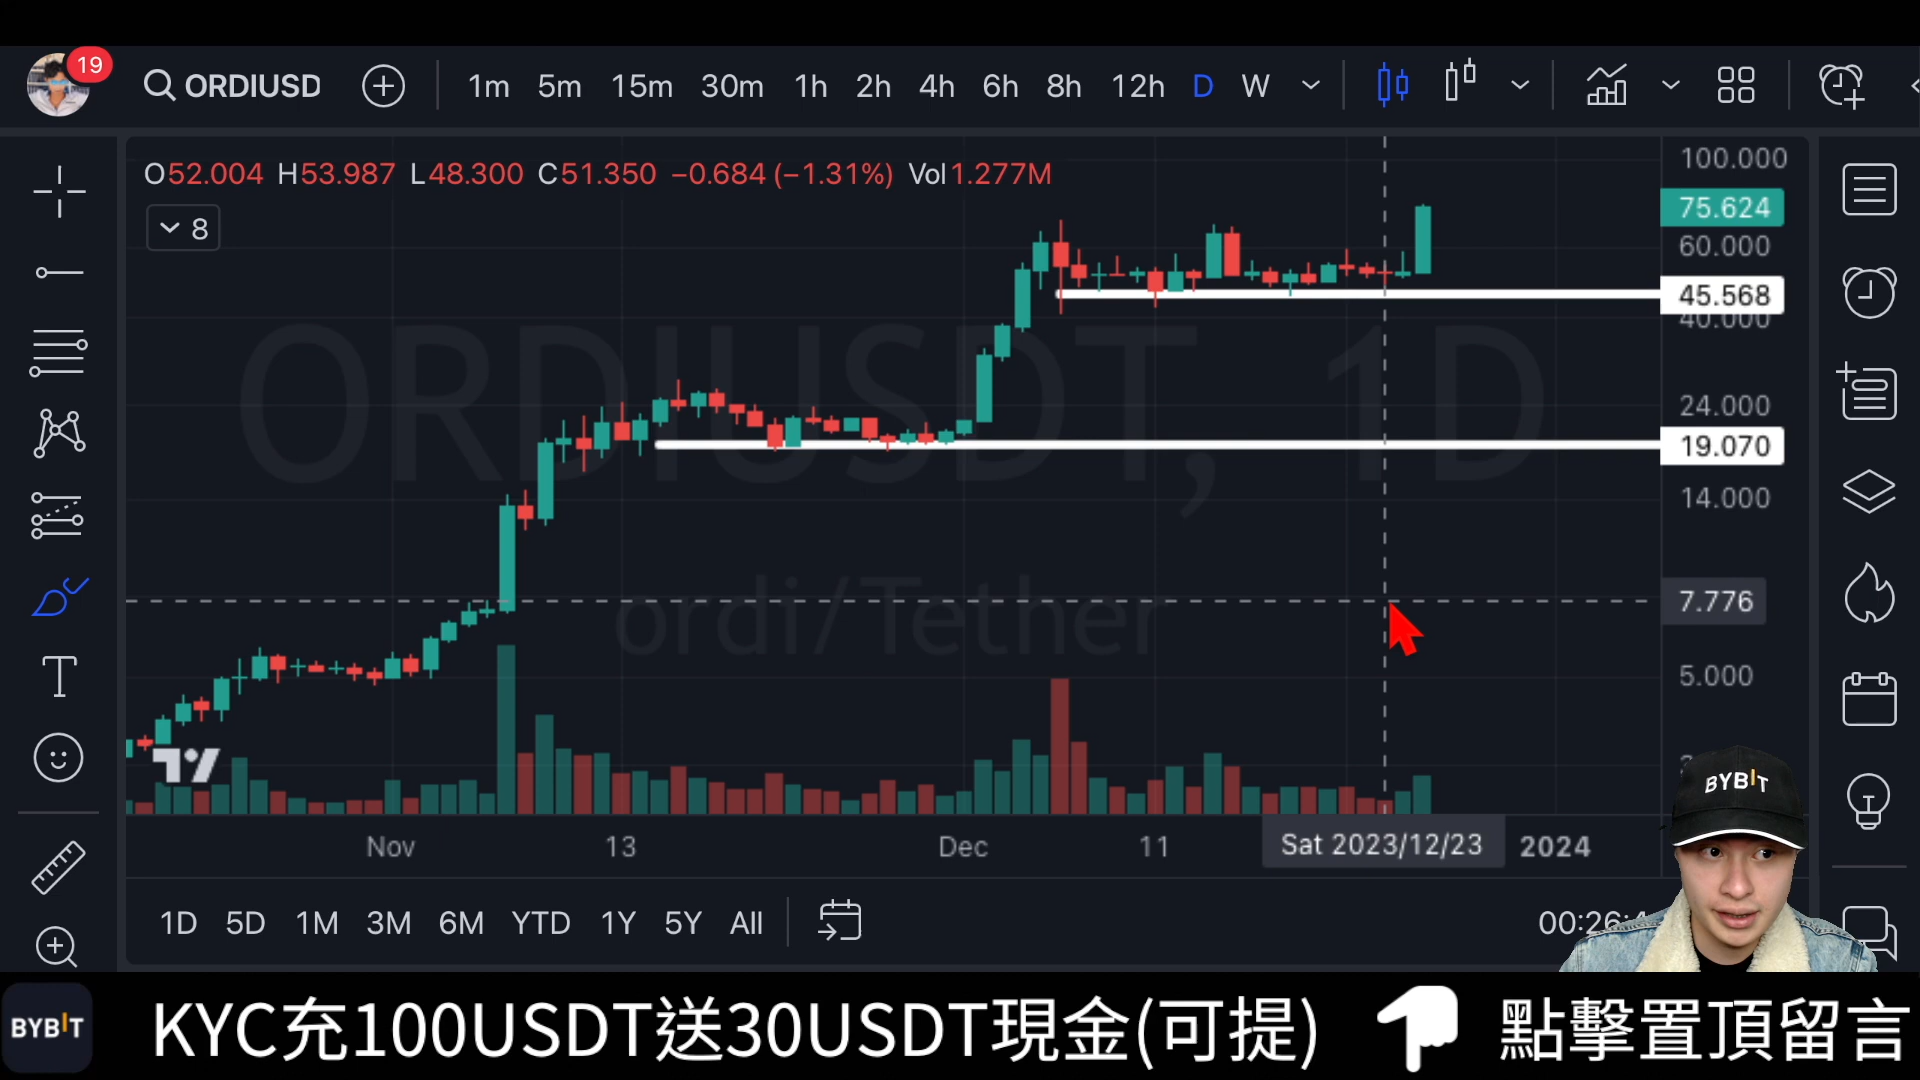 19
ORDIUSD
1m 5m 15m 30m 1h 2h 4h 6h 8h 12h D W
O52.004 H53.987 L48.300 C51.350 −0.684 (−1.31%) Vol1.277M
8
100.000
75.624
60.000
45.568
40.000
ORDIUSDT, 1D
24.000
19.070
14.000
ordi/Tether
7.776
5.000
BYBIT
Nov 13 Dec 11 Sat 2023/12/23 2024
1D 5D 1M 3M 6M YTD 1Y 5Y All
00:26:4
BYBIT KYC充100USDT送30USDT現金(可提) 點擊置頂留言